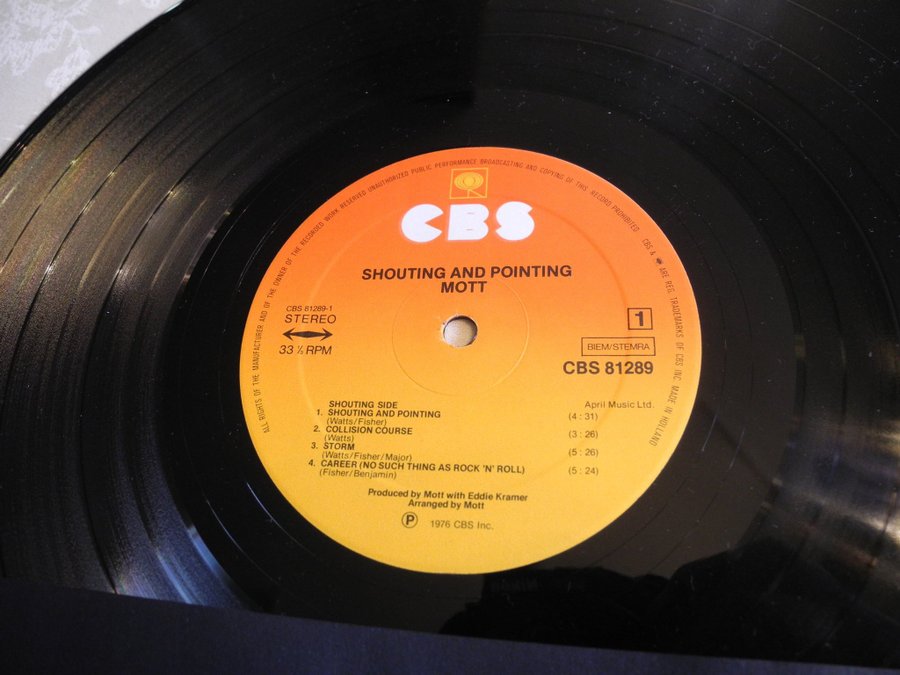 ALL RIGHTS OF THE MANUFACTURER AND OF THE OWNER OF THE RECORDED WORK RESERVED UNAUTHORIZED PUBLIC PERFORMANCE BROADCASTING AND COPYING OF THIS RECORD PROHIBITED CBS & ARE REG. TRADEMARKS OF CBS INC. MADE IN HOLLAND
CBS
SHOUTING AND POINTING
MOTT
CBS 81289-1
STEREO
33 ⅓ RPM
1
BIEM/STEMRA
CBS 81289
SHOUTING SIDE April Music Ltd.
1. SHOUTING AND POINTING (4 : 31)
(Watts/Fisher)
2. COLLISION COURSE (3 : 26)
(Watts)
3. STORM (5 : 26)
(Watts/Fisher/Major)
4. CAREER (NO SUCH THING AS ROCK 'N' ROLL) (5 : 24)
(Fisher/Benjamin)
Produced by Mott with Eddie Kramer
Arranged by Mott
Ⓟ 1976 CBS Inc.